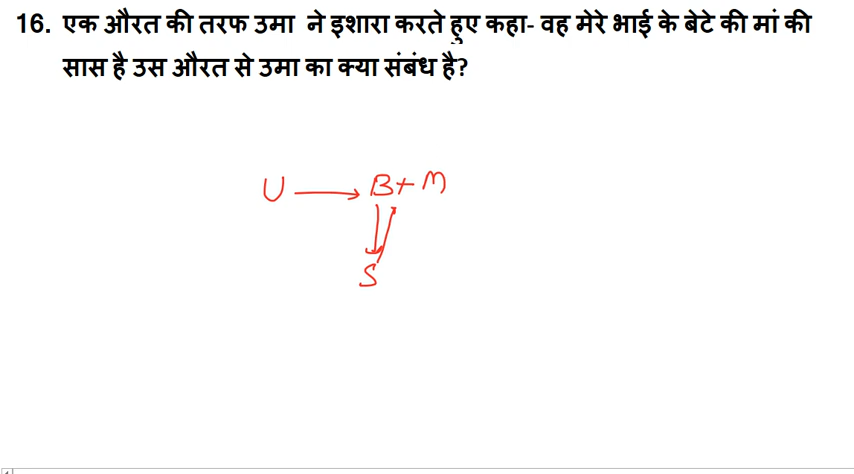 16. एक औरत की तरफ उमा ने इशारा करते हुए कहा- वह मेरे भाई के बेटे की मां की
सास है उस औरत से उमा का क्या संबंध है?
U → B+M
S